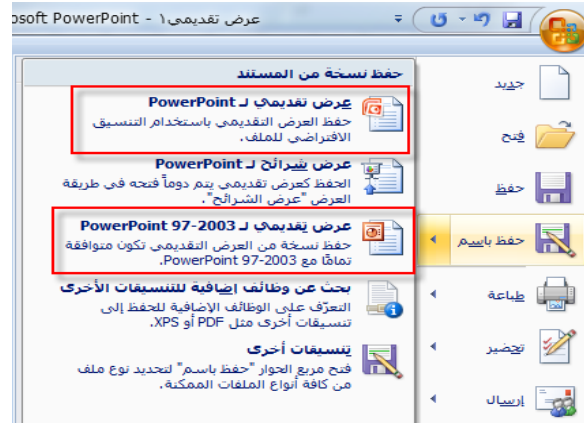 عرض تقديمي١ - osoft PowerPoint
حفظ نسخة من المستند
عرض تقديمي لـ PowerPoint
حفظ العرض التقديمي باستخدام التنسيق
الافتراضي للملف.
عرض شرائح لـ PowerPoint
الحفظ كعرض تقديمي يتم دوماً فتحه في طريقة
العرض "عرض الشرائح".
عرض تقديمي لـ PowerPoint 97-2003
حفظ نسخة من العرض التقديمي تكون متوافقة
تمامًا مع PowerPoint 97-2003.
بحث عن وظائف إضافية للتنسيقات الأخرى
التعرّف على الوظائف الإضافية للحفظ إلى
تنسيقات أخرى مثل PDF أو XPS.
تنسيقات أخرى
فتح مربع الحوار "حفظ باسم" لتحديد نوع ملف
من كافة أنواع الملفات الممكنة.
جديد
فتح
حفظ
حفظ باسم
طباعة
تحضير
إرسال